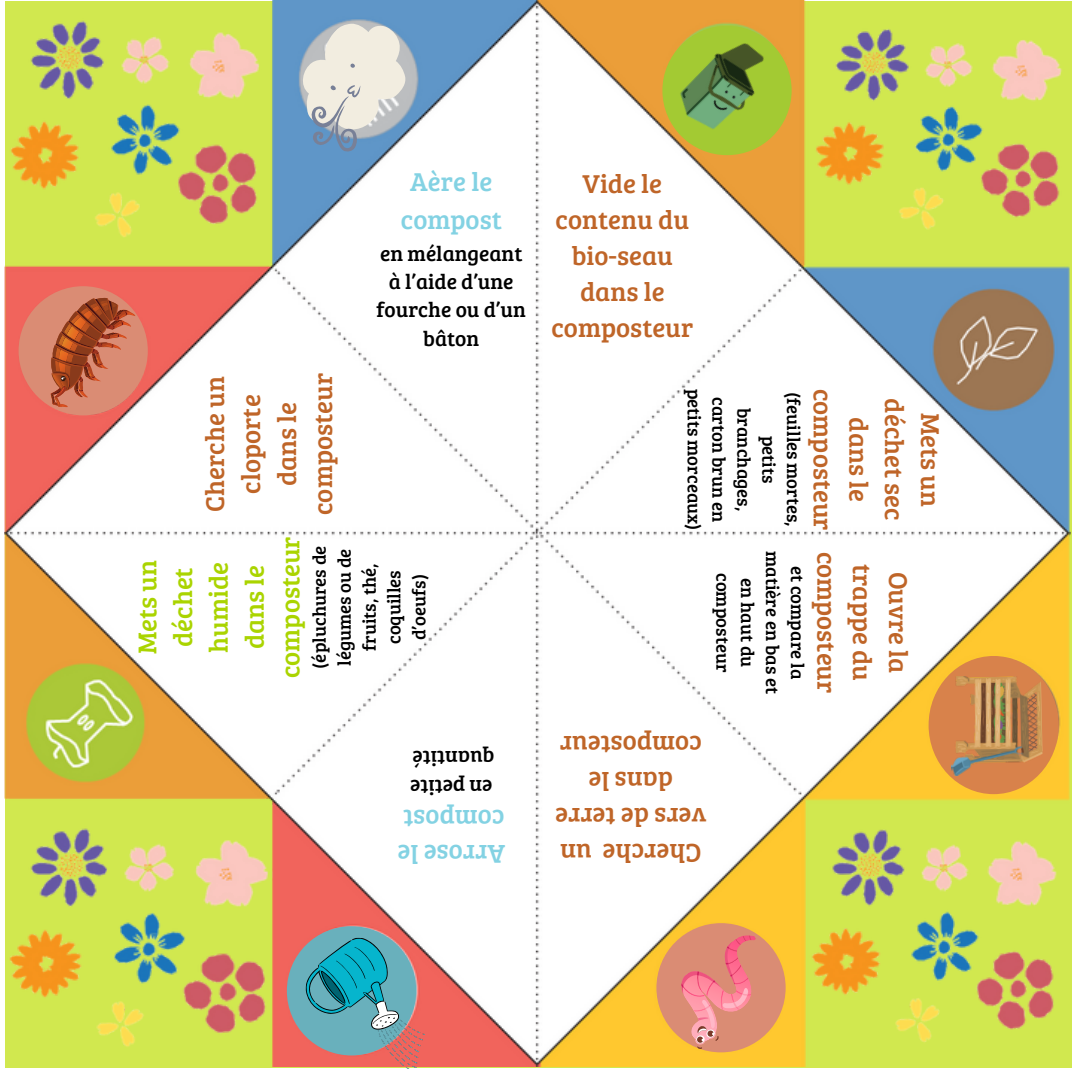 Aère le
compost
en mélangeant
à l'aide d'une
fourche ou d'un
bâton
Vide le
contenu du
bio-seau
dans le
composteur
Mets un
déchet sec
dans le
composteur
(feuilles mortes,
petits
branchages,
carton brun en
petits morceaux)
Ouvre la
trappe du
composteur
et compare la
matière en bas et
en haut du
composteur
Cherche un
vers de terre
dans le
composteur
Arrose le
compost
en petite
quantité
Mets un
déchet
humide
dans le
composteur
(épluchures de
légumes ou de
fruits, thé,
coquilles
d'oeufs)
Cherche un
cloporte
dans le
composteur